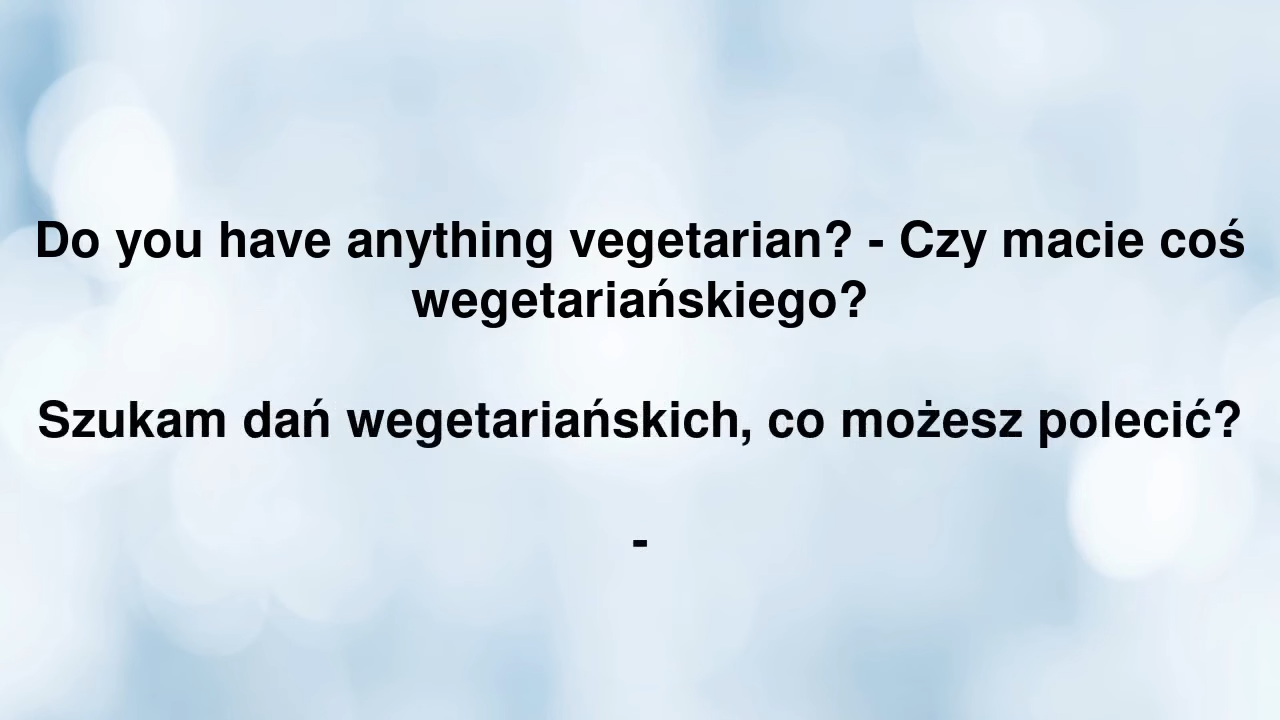 Do you have anything vegetarian? - Czy macie coś
wegetariańskiego?
Szukam dań wegetariańskich, co możesz polecić?
-